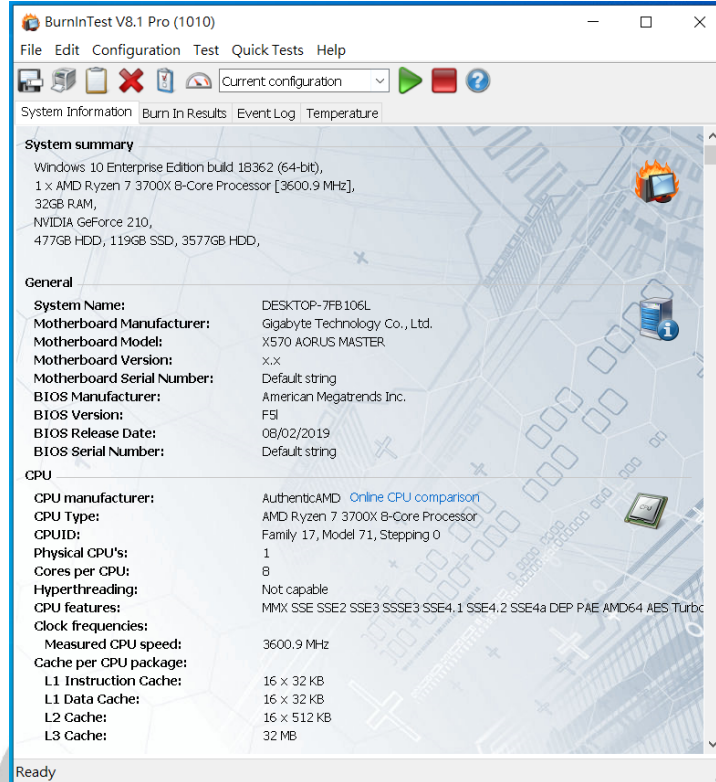 BurnInTest V8.1 Pro (1010)
File Edit Configuration Test Quick Tests Help
Current configuration
System Information Burn In Results Event Log Temperature
System summary
Windows 10 Enterprise Edition build 18362 (64-bit),
1 x AMD Ryzen 7 3700X 8-Core Processor [3600.9 MHz],
32GB RAM,
NVIDIA GeForce 210,
477GB HDD, 119GB SSD, 3577GB HDD,
General
System Name: DESKTOP-7FB106L
Motherboard Manufacturer: Gigabyte Technology Co., Ltd.
Motherboard Model: X570 AORUS MASTER
Motherboard Version: x.x
Motherboard Serial Number: Default string
BIOS Manufacturer: American Megatrends Inc.
BIOS Version: F5l
BIOS Release Date: 08/02/2019
BIOS Serial Number: Default string
CPU
CPU manufacturer: AuthenticAMD Online CPU comparison
CPU Type: AMD Ryzen 7 3700X 8-Core Processor
CPUID: Family 17, Model 71, Stepping 0
Physical CPU's: 1
Cores per CPU: 8
Hyperthreading: Not capable
CPU features: MMX SSE SSE2 SSE3 SSSE3 SSE4.1 SSE4.2 SSE4a DEP PAE AMD64 AES Turbo
Clock frequencies:
Measured CPU speed: 3600.9 MHz
Cache per CPU package:
L1 Instruction Cache: 16 x 32 KB
L1 Data Cache: 16 x 32 KB
L2 Cache: 16 x 512 KB
L3 Cache: 32 MB
Ready